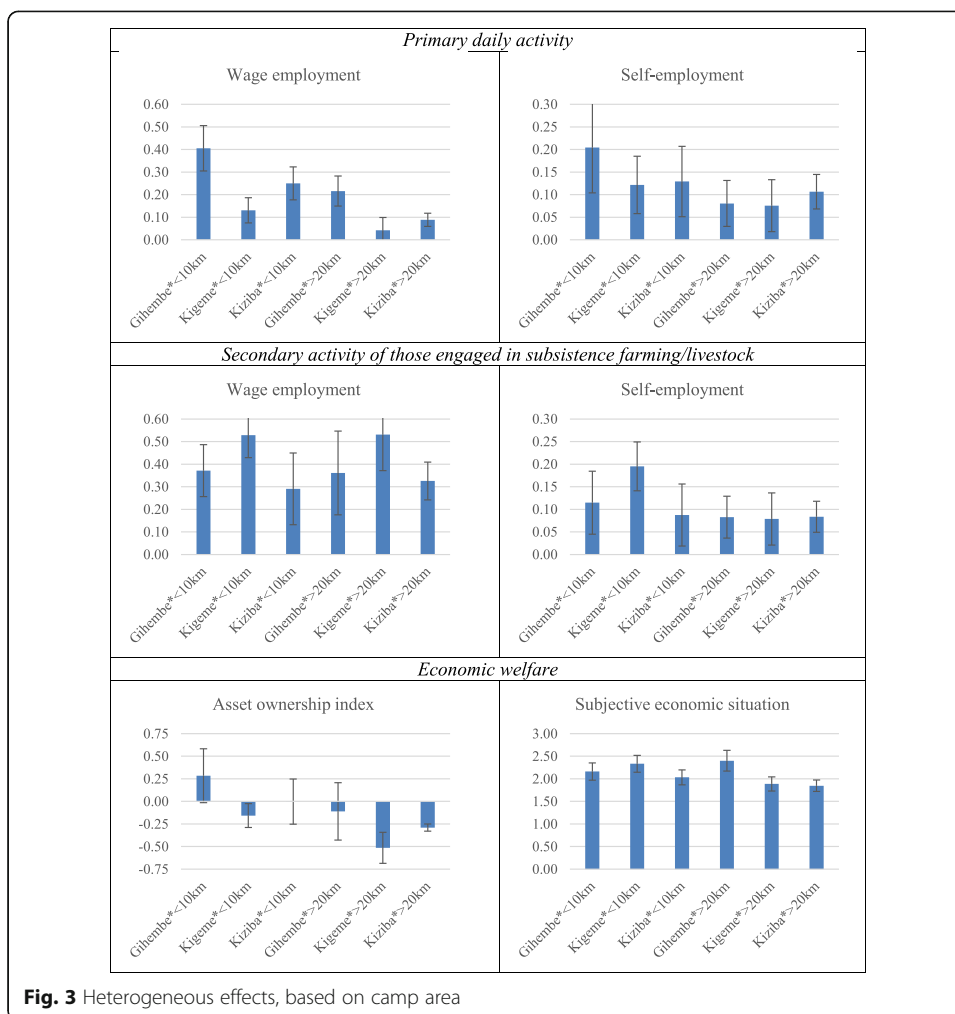 Primary daily activity
Wage employment
0.60
0.50
0.40
0.30
0.20
0.10
0.00
Gihembe*<10km
Kigeme*<10km
Kiziba*<10km
Gihembe*>20km
Kigeme*>20km
Kiziba*>20km
Self-employment
0.30
0.25
0.20
0.15
0.10
0.05
0.00
Gihembe*<10km
Kigeme*<10km
Kiziba*<10km
Gihembe*>20km
Kigeme*>20km
Kiziba*>20km
Secondary activity of those engaged in subsistence farming/livestock
Wage employment
0.60
0.50
0.40
0.30
0.20
0.10
0.00
Gihembe*<10km
Kigeme*<10km
Kiziba*<10km
Gihembe*>20km
Kigeme*>20km
Kiziba*>20km
Self-employment
0.30
0.25
0.20
0.15
0.10
0.05
0.00
Gihembe*<10km
Kigeme*<10km
Kiziba*<10km
Gihembe*>20km
Kigeme*>20km
Kiziba*>20km
Economic welfare
Asset ownership index
0.75
0.50
0.25
0.00
-0.25
-0.50
-0.75
Gihembe*<10km
Kigeme*<10km
Kiziba*<10km
Gihembe*>20km
Kigeme*>20km
Kiziba*>20km
Subjective economic situation
3.00
2.50
2.00
1.50
1.00
0.50
0.00
Gihembe*<10km
Kigeme*<10km
Kiziba*<10km
Gihembe*>20km
Kigeme*>20km
Kiziba*>20km
Fig. 3 Heterogeneous effects, based on camp area